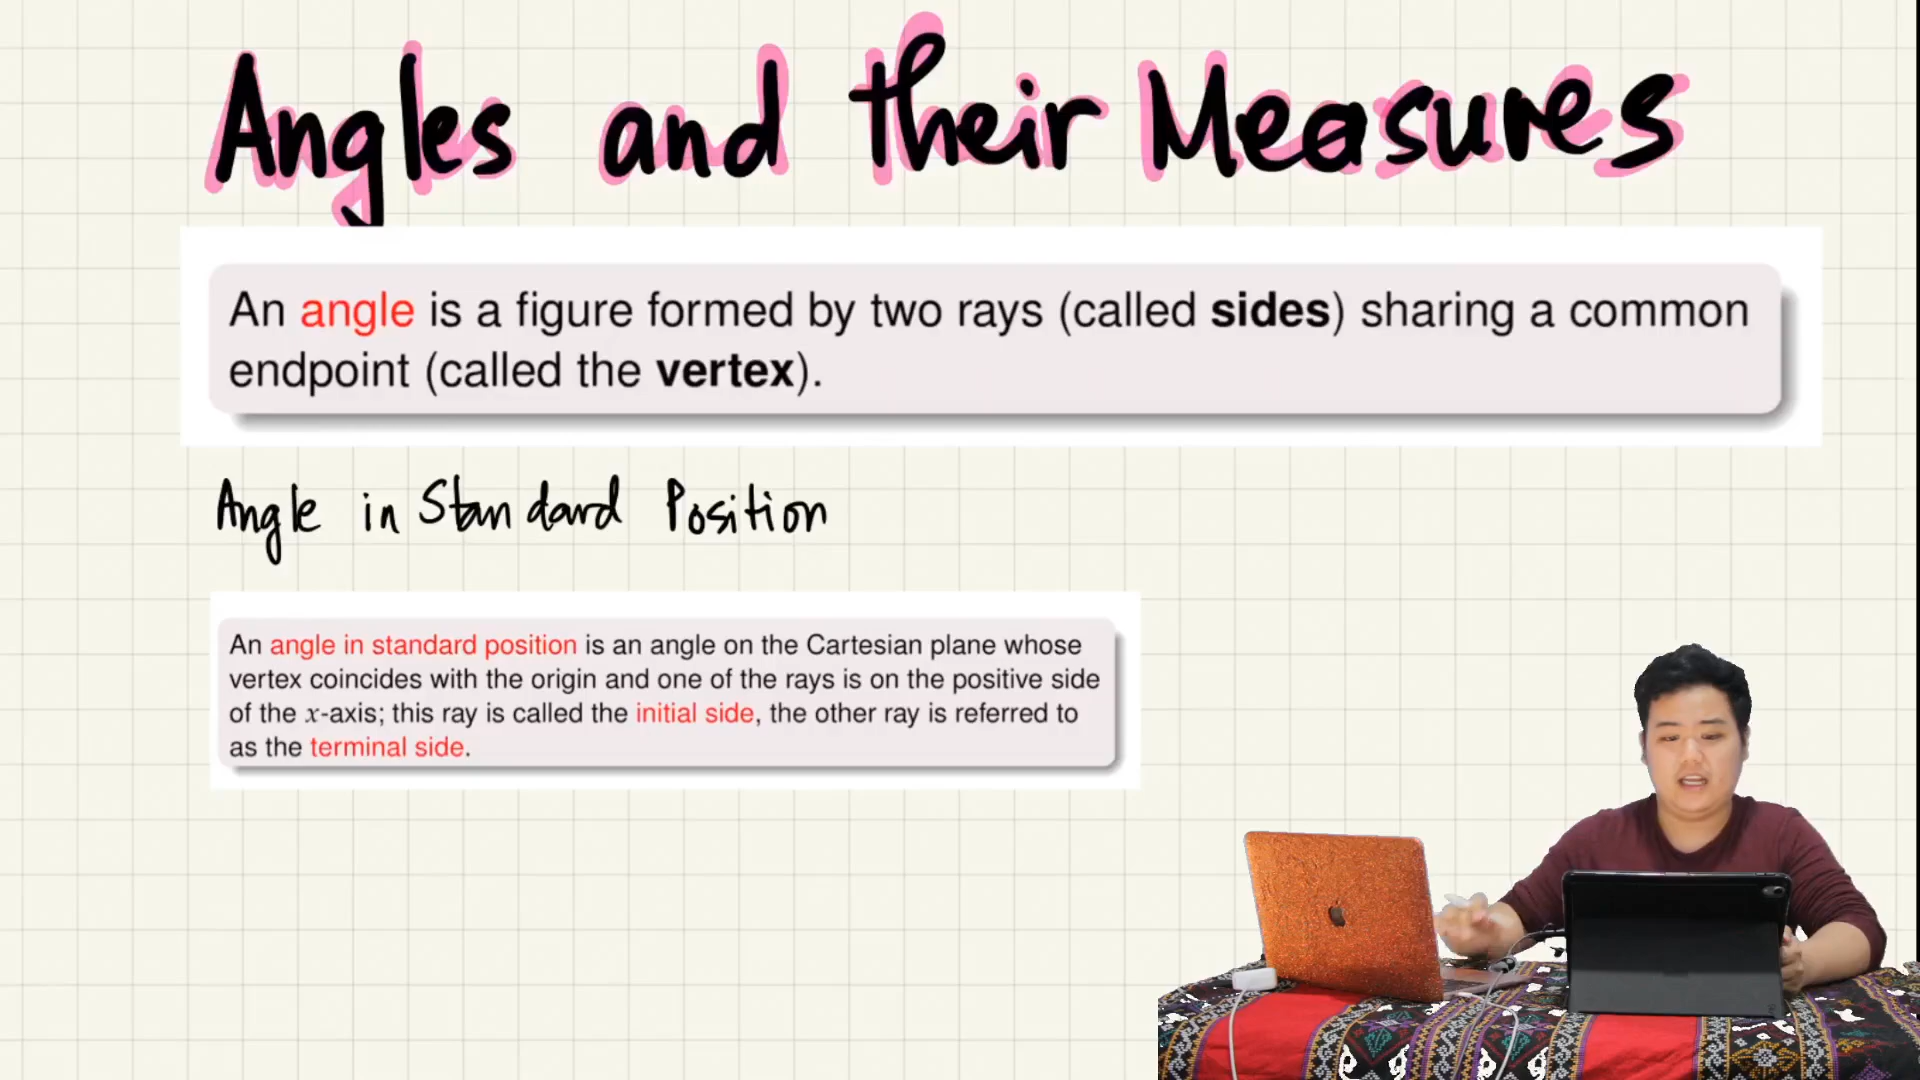 Angles and their Measures
An angle is a figure formed by two rays (called sides) sharing a common
endpoint (called the vertex).
Angle in Standard Position
An angle in standard position is an angle on the Cartesian plane whose
vertex coincides with the origin and one of the rays is on the positive side
of the x-axis; this ray is called the initial side, the other ray is referred to
as the terminal side.